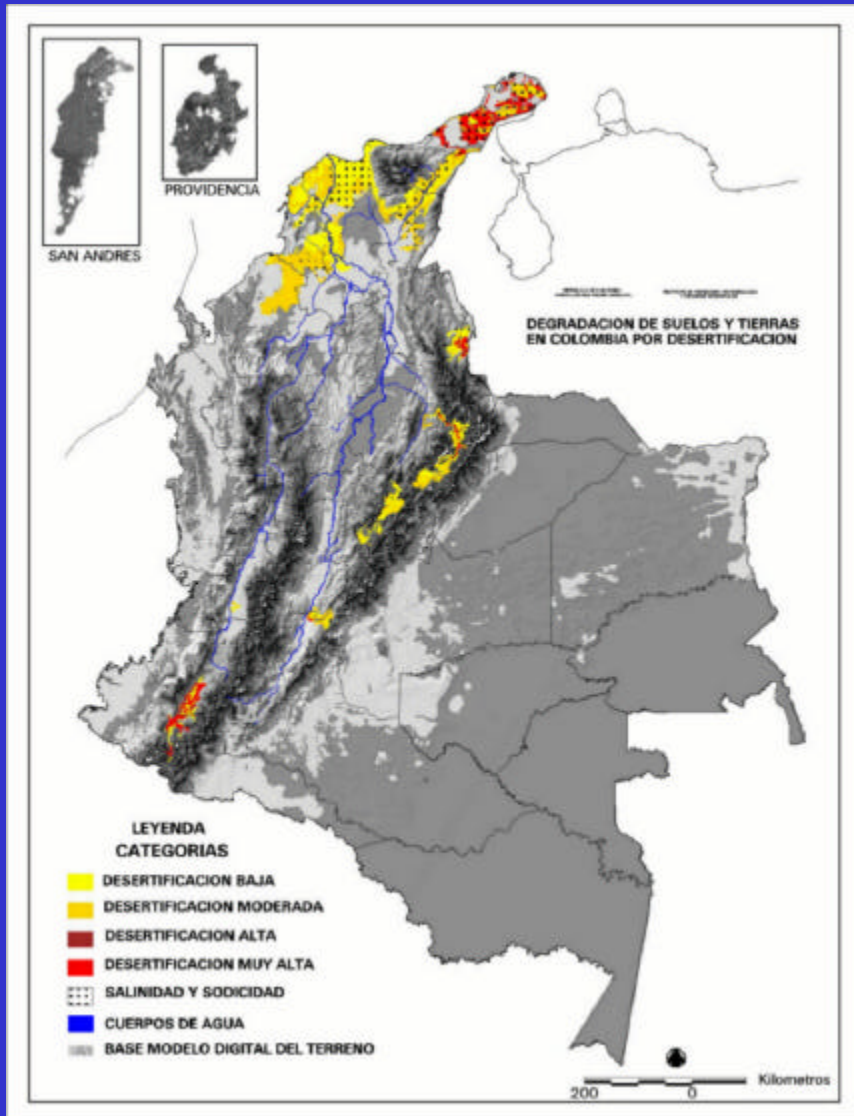 SAN ANDRES
PROVIDENCIA
DEGRADACION DE SUELOS Y TIERRAS
EN COLOMBIA POR DESERTIFICACION
LEYENDA
CATEGORIAS
DESERTIFICACION BAJA
DESERTIFICACION MODERADA
DESERTIFICACION ALTA
DESERTIFICACION MUY ALTA
SALINIDAD Y SODICIDAD
CUERPOS DE AGUA
BASE MODELO DIGITAL DEL TERRENO
200 0 Kilometros